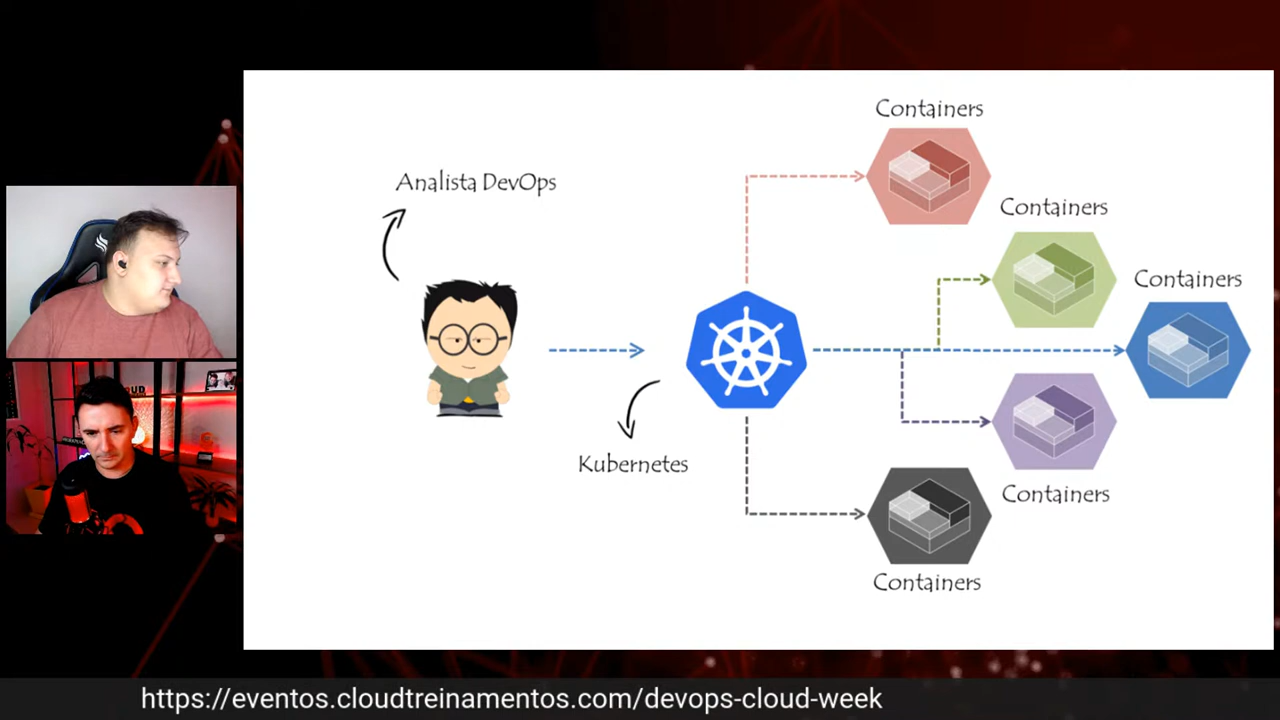 Containers
Analista DevOps
Containers
Containers
Kubernetes
Containers
Containers
https://eventos.cloudtreinamentos.com/devops-cloud-week